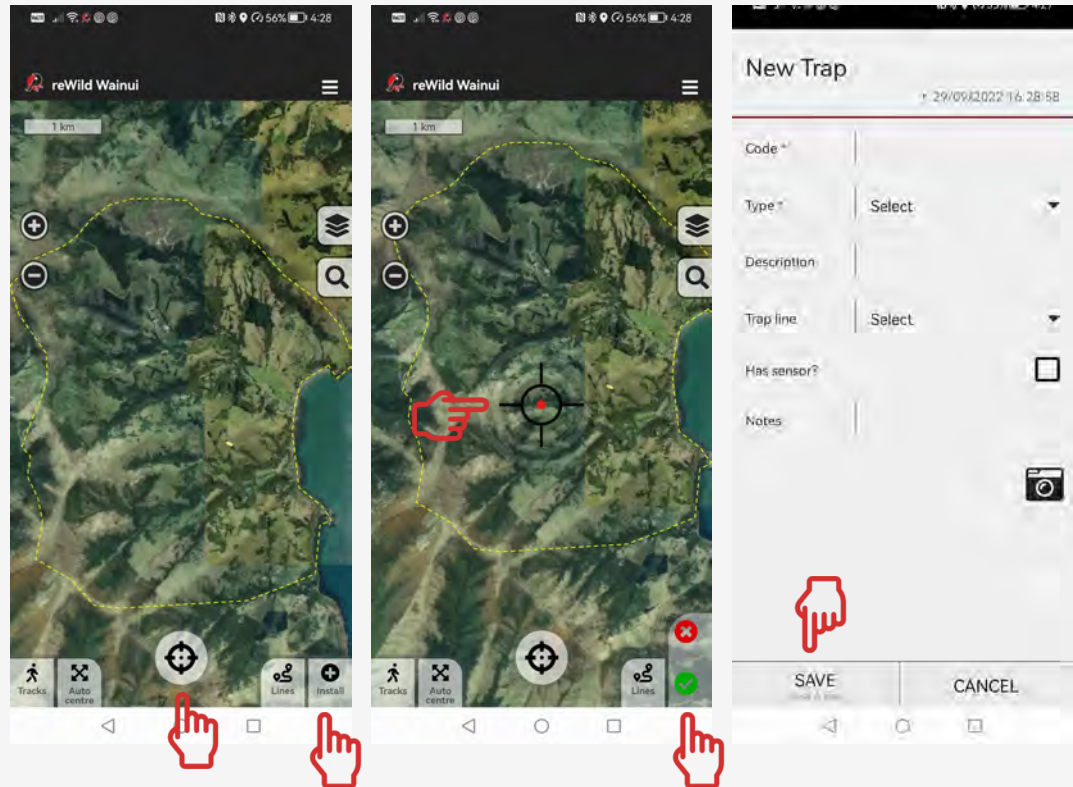 56% 4:28
reWild Wainui
1 km
Tracks
Auto
centre
Lines
Install
56% 4:28
reWild Wainui
1 km
Tracks
Auto
centre
Lines
New Trap
29/09/2022 16:28:58
Code *
Type *
Select
Description
Trap line
Select
Has sensor?
Notes
SAVE
CANCEL